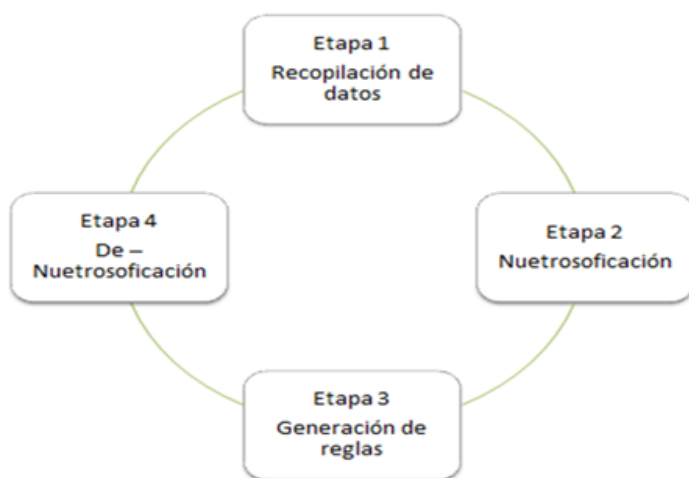 Etapa 1
Recopilación de
datos
Etapa 2
Nuetrosoficación
Etapa 3
Generación de
reglas
Etapa 4
De –
Nuetrosoficación